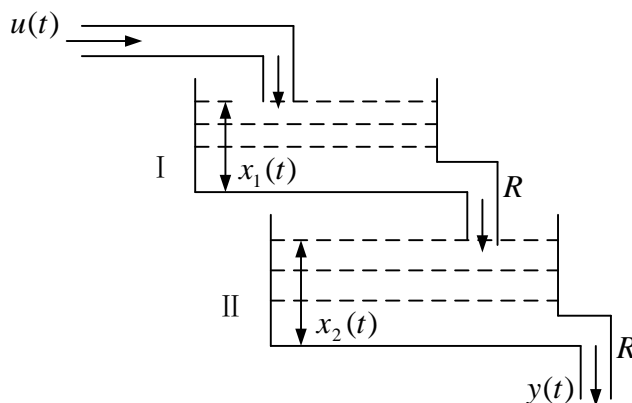 u(t)
Ⅰ
x₁(t)
R
Ⅱ
x₂(t)
R
y(t)